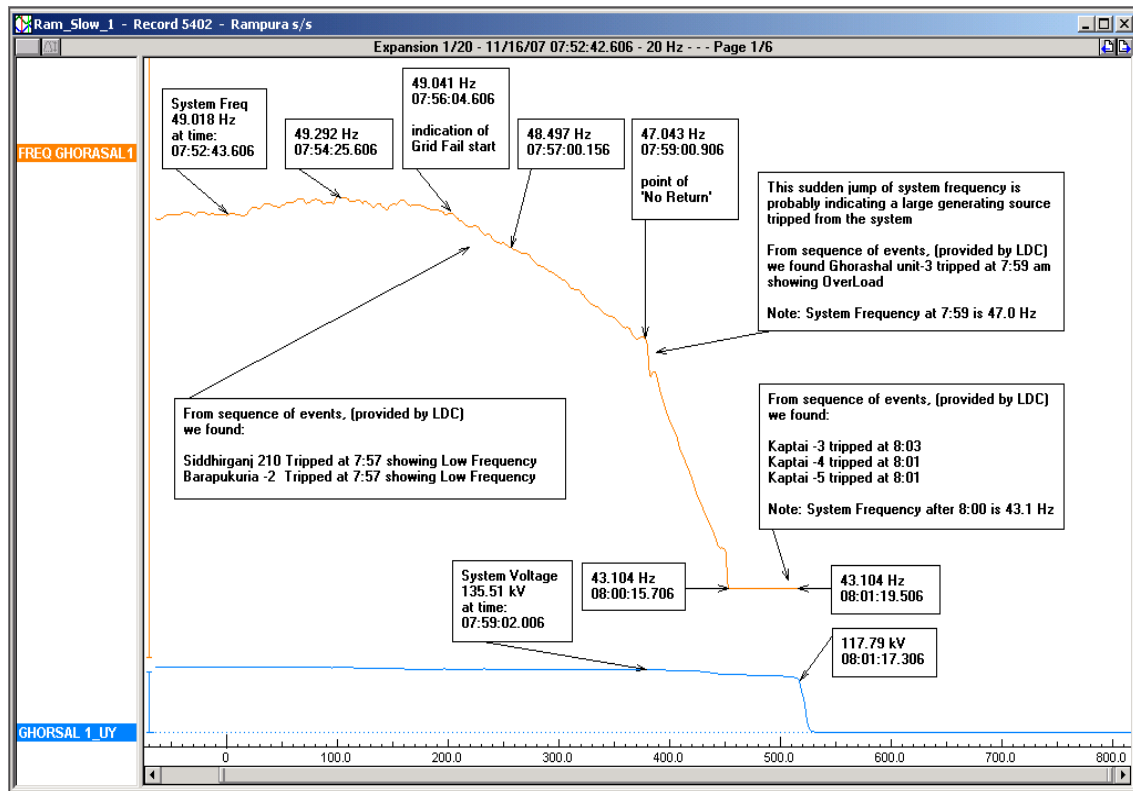 Ram_Slow_1 - Record 5402 - Rampura s/s
Expansion 1/20 - 11/16/07 07:52:42.606 - 20 Hz - - - Page 1/6
FREQ GHORASAL1
System Freq
49.018 Hz
at time:
07:52:43.606
49.292 Hz
07:54:25.606
49.041 Hz
07:56:04.606
indication of
Grid Fail start
48.497 Hz
07:57:00.156
47.043 Hz
07:59:00.906
point of
'No Return'
This sudden jump of system frequency is
probably indicating a large generating source
tripped from the system
From sequence of events, (provided by LDC)
we found Ghorashal unit-3 tripped at 7:59 am
showing OverLoad
Note: System Frequency at 7:59 is 47.0 Hz
From sequence of events, (provided by LDC)
we found:
Siddhirganj 210 Tripped at 7:57 showing Low Frequency
Barapukuria -2 Tripped at 7:57 showing Low Frequency
From sequence of events, (provided by LDC)
we found:
Kaptai -3 tripped at 8:03
Kaptai -4 tripped at 8:01
Kaptai -5 tripped at 8:01
Note: System Frequency after 8:00 is 43.1 Hz
System Voltage
135.51 kV
at time:
07:59:02.006
43.104 Hz
08:00:15.706
43.104 Hz
08:01:19.506
117.79 kV
08:01:17.306
GHORSAL 1_UY
0 100.0 200.0 300.0 400.0 500.0 600.0 700.0 800.0